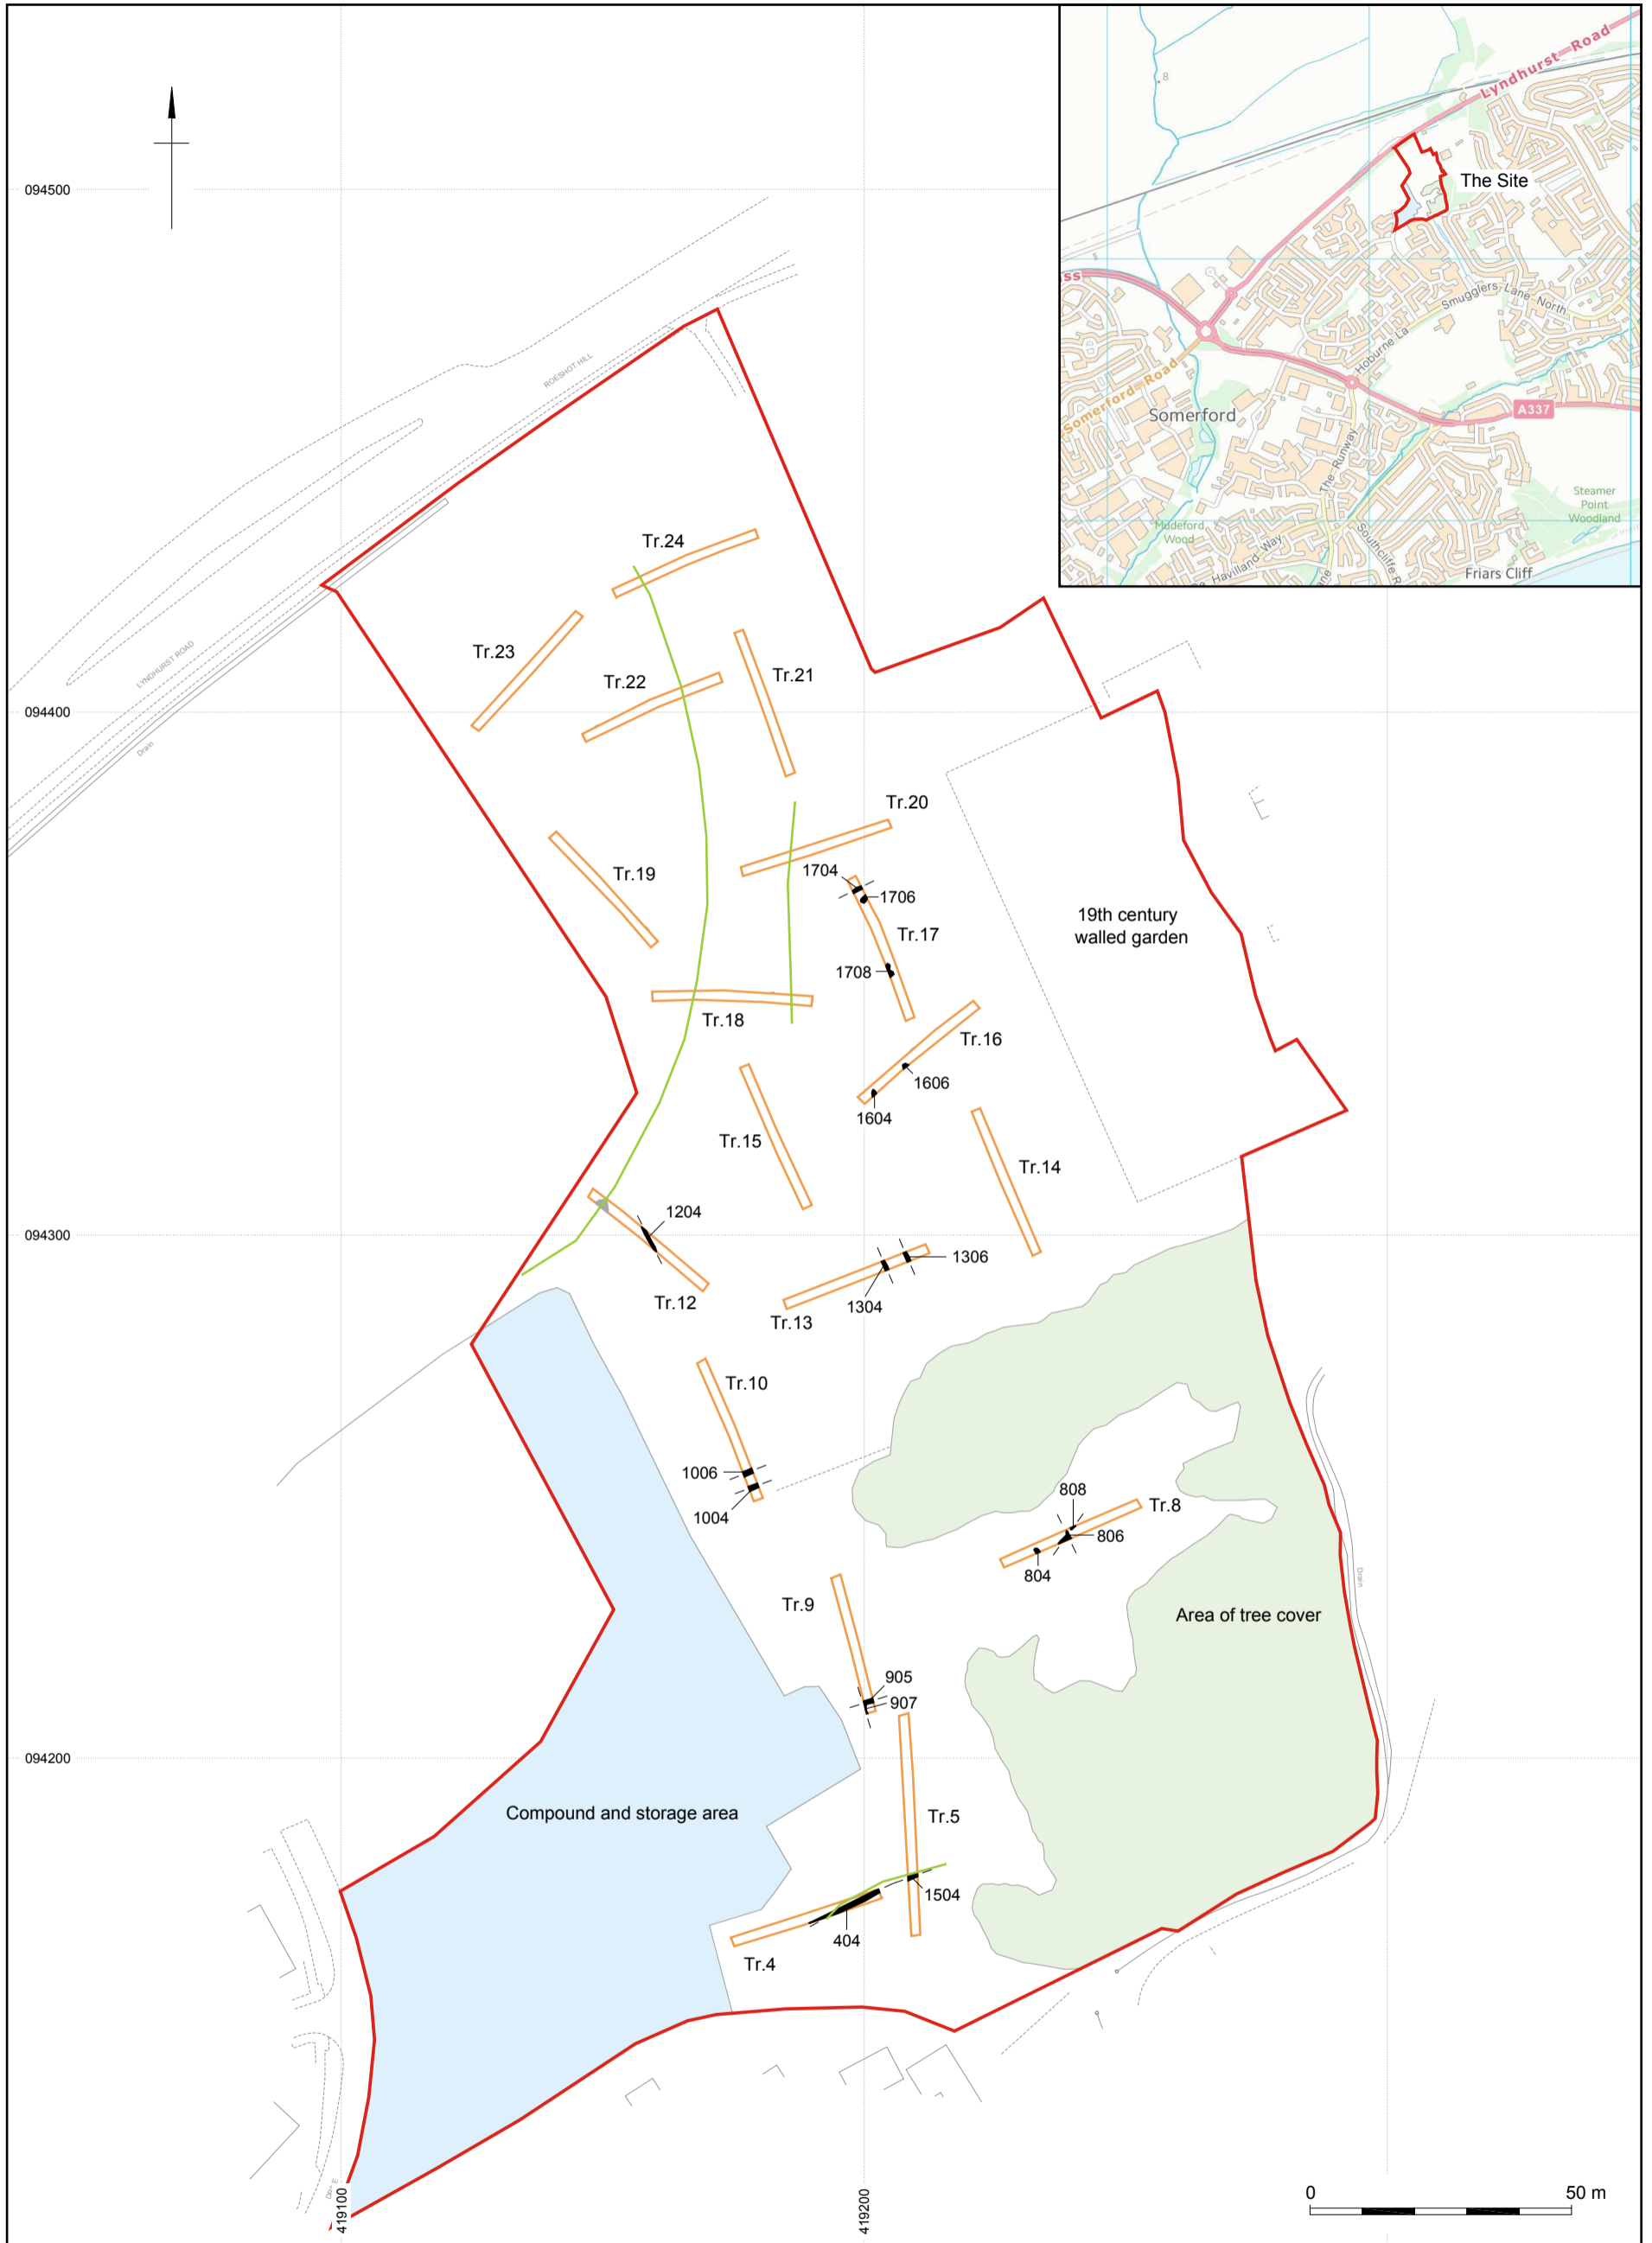 Lyndhurst Road
8
The Site
ss
Smugglers Lane North
Hoburne La
Somerford Road
A337
Somerford
The Runway
Steamer
Point
Woodland
Mudeford
Wood
Havilland Way
Southcliffe R
Friars Cliff
094500
ROESHOT HILL
Tr.24
LYNDHURST ROAD
Tr.23
Tr.21
Tr.22
094400
Drain
Tr.20
1704
Tr.19
1706
19th century
walled garden
Tr.17
1708
Tr.18
Tr.16
1606
1604
Tr.15
Tr.14
1204
094300
1306
Tr.12
1304
Tr.13
Tr.10
1006
808
Tr.8
1004
806
804
Drain
Tr.9
Area of tree cover
905
907
094200
Compound and storage area
Tr.5
1504
404
Tr.4
419100
419200
0
50 m